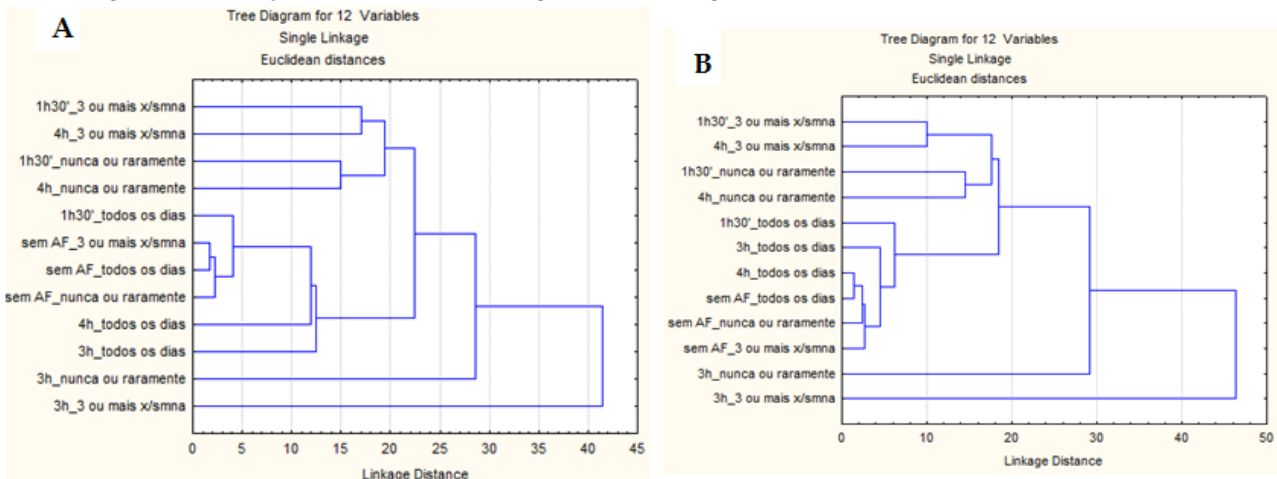 A
Tree Diagram for 12 Variables
Single Linkage
Euclidean distances
1h30'_3 ou mais x/smna
4h_3 ou mais x/smna
1h30'_nunca ou raramente
4h_nunca ou raramente
1h30'_todos os dias
sem AF_3 ou mais x/smna
sem AF_todos os dias
sem AF_nunca ou raramente
4h_todos os dias
3h_todos os dias
3h_nunca ou raramente
3h_3 ou mais x/smna
0 5 10 15 20 25 30 35 40 45
Linkage Distance
B
Tree Diagram for 12 Variables
Single Linkage
Euclidean distances
1h30'_3 ou mais x/smna
4h_3 ou mais x/smna
1h30'_nunca ou raramente
4h_nunca ou raramente
1h30'_todos os dias
3h_todos os dias
4h_todos os dias
sem AF_todos os dias
sem AF_nunca ou raramente
sem AF_3 ou mais x/smna
3h_nunca ou raramente
3h_3 ou mais x/smna
0 10 20 30 40 50
Linkage Distance